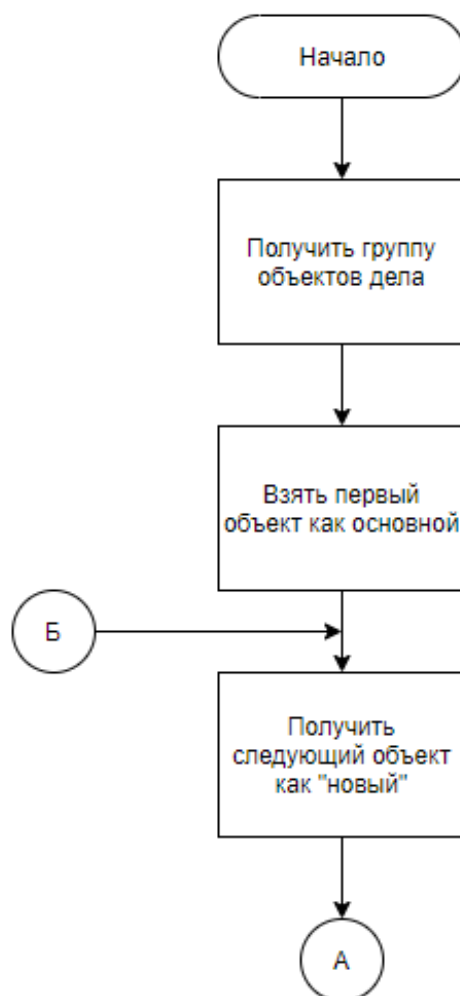 Начало
Получить группу
объектов дела
Взять первый
объект как основной
Б
Получить
следующий объект
как "новый"
А